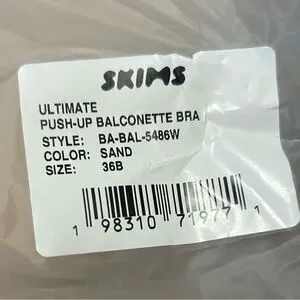 SKIMS
ULTIMATE
PUSH-UP BALCONETTE BRA
STYLE: BA-BAL-5486W
COLOR: SAND
SIZE: 36B
1 98310 71977 1